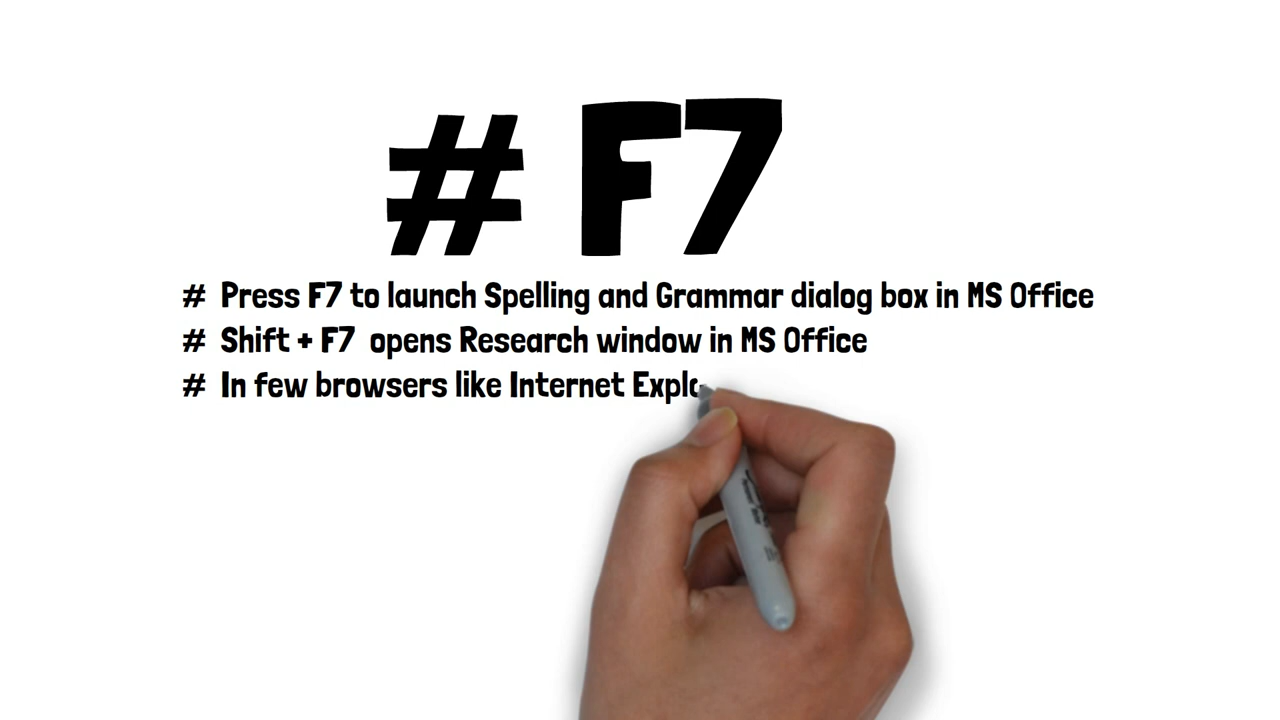 # F7
# Press F7 to launch Spelling and Grammar dialog box in MS Office
# Shift + F7 opens Research window in MS Office
# In few browsers like Internet Explo